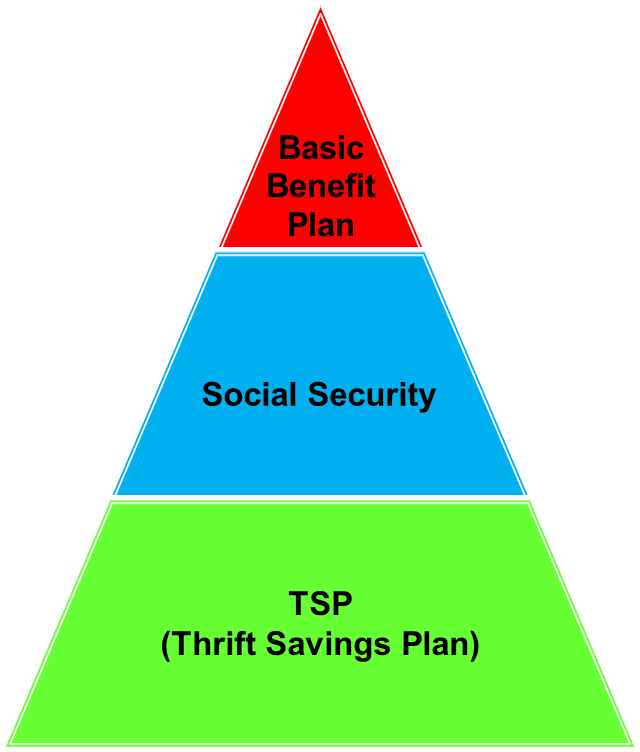 Basic
Benefit
Plan
Social Security
TSP
(Thrift Savings Plan)